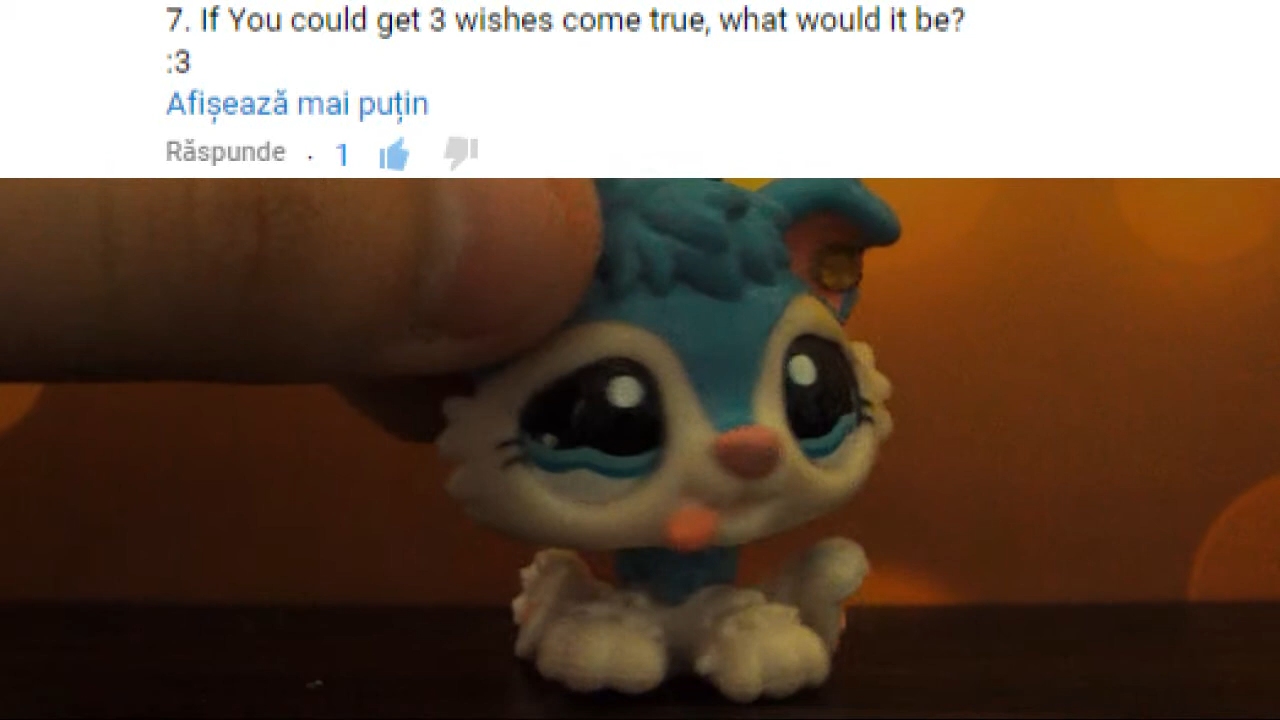 7. If You could get 3 wishes come true, what would it be?
:3
Afișează mai puțin
Răspunde · 1